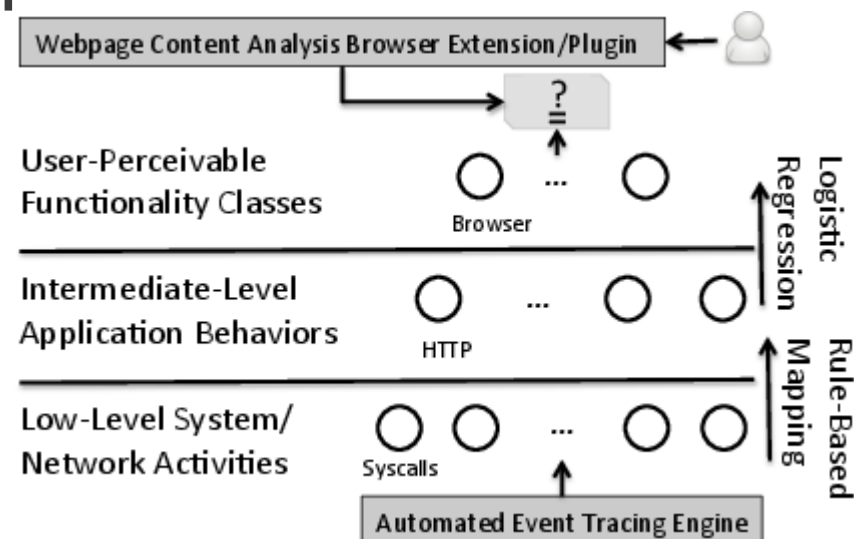 Webpage Content Analysis Browser Extension/Plugin
?
=
User-Perceivable
Functionality Classes
...
Browser
Logistic
Regression
Intermediate-Level
Application Behaviors
...
HTTP
Rule-Based
Mapping
Low-Level System/
Network Activities
...
Syscalls
Automated Event Tracing Engine